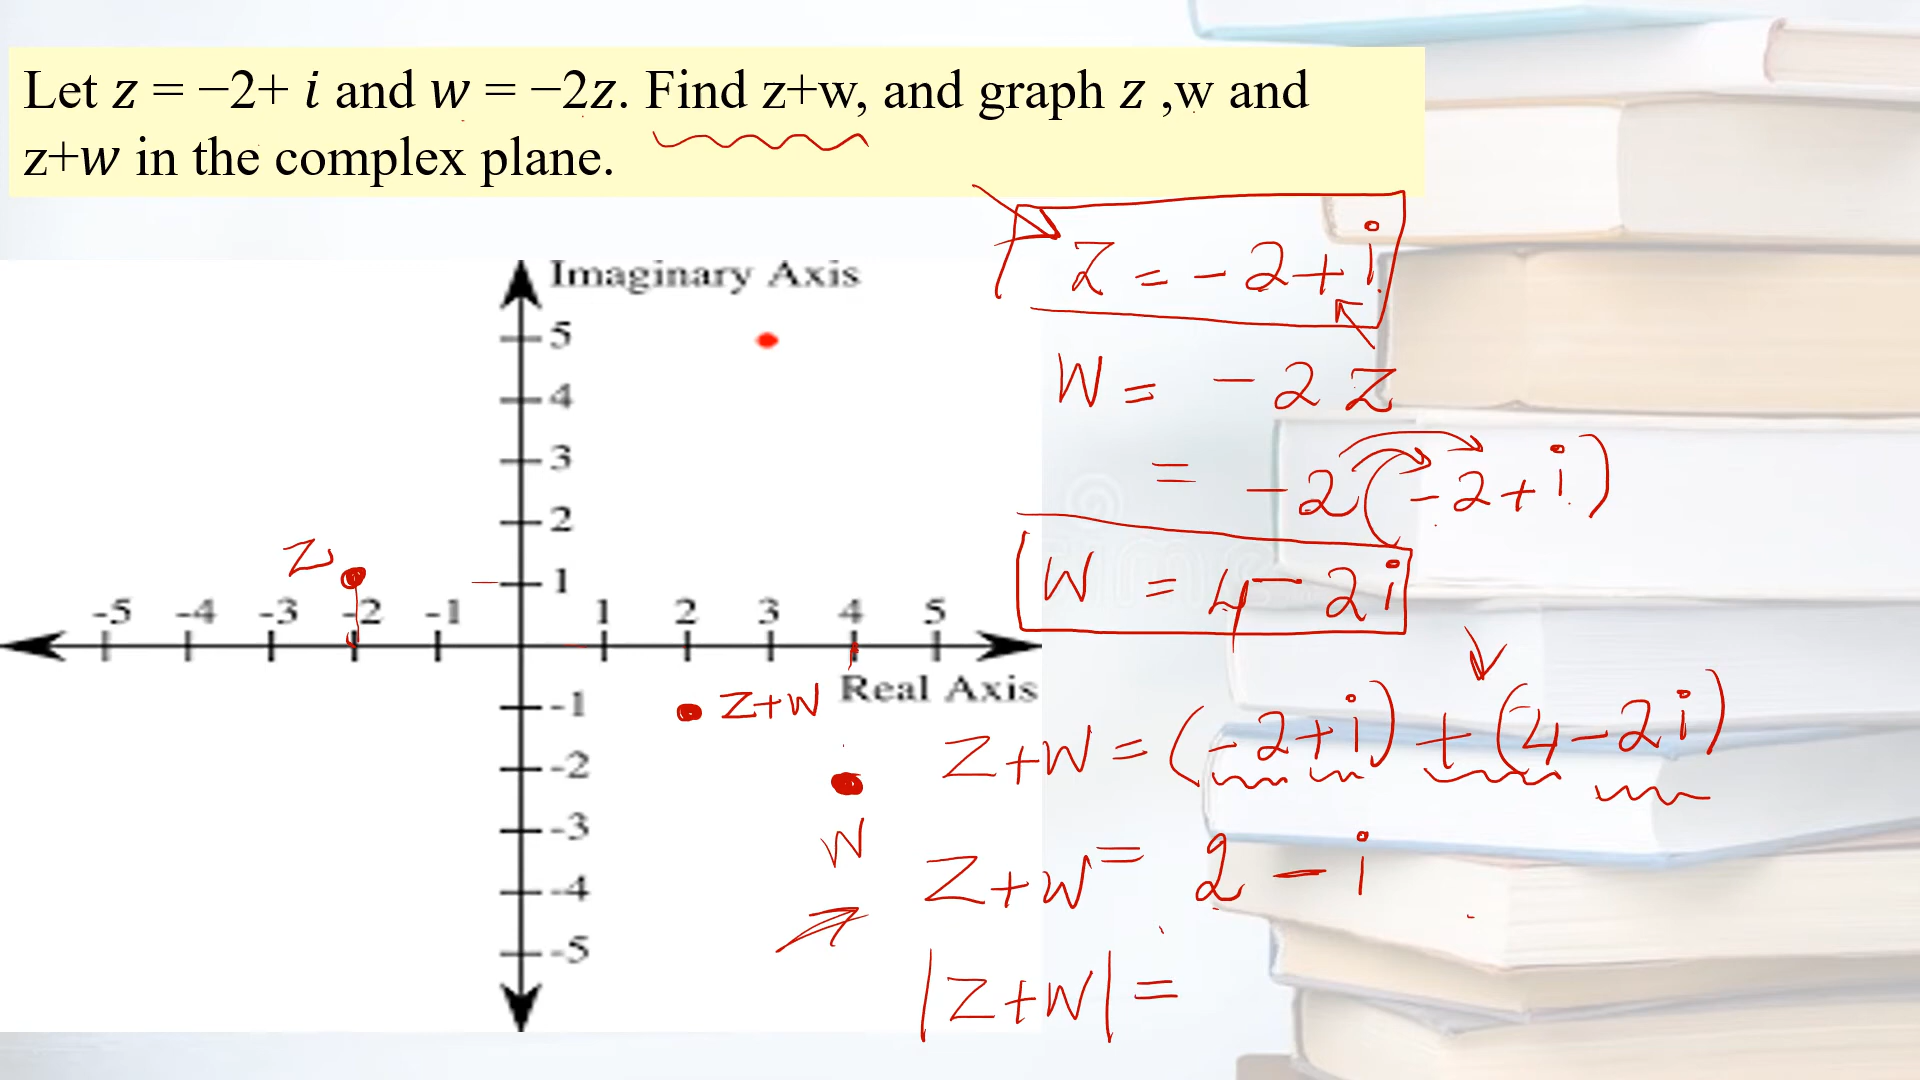 Let z = −2+ i and w = −2z. Find z+w, and graph z ,w and
z+w in the complex plane.
z = -2+i
Imaginary Axis
5
4
3
2
1
-5 -4 -3 -2 -1 1 2 3 4 5
Real Axis
-1
-2
-3
-4
-5
z
z+w
w
w = -2 z
= -2(-2+i)
w = 4-2i
z+w = (-2+i) + (4-2i)
z+w = 2 - i
|z+w| =